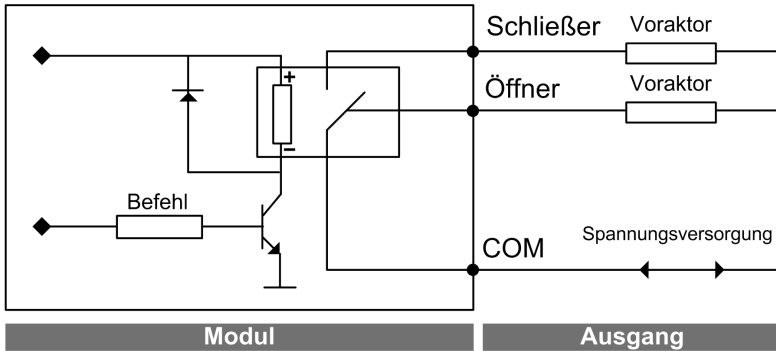 Schließer
Voraktor
Öffner
Voraktor
+
−
Befehl
COM
Spannungsversorgung
Modul
Ausgang